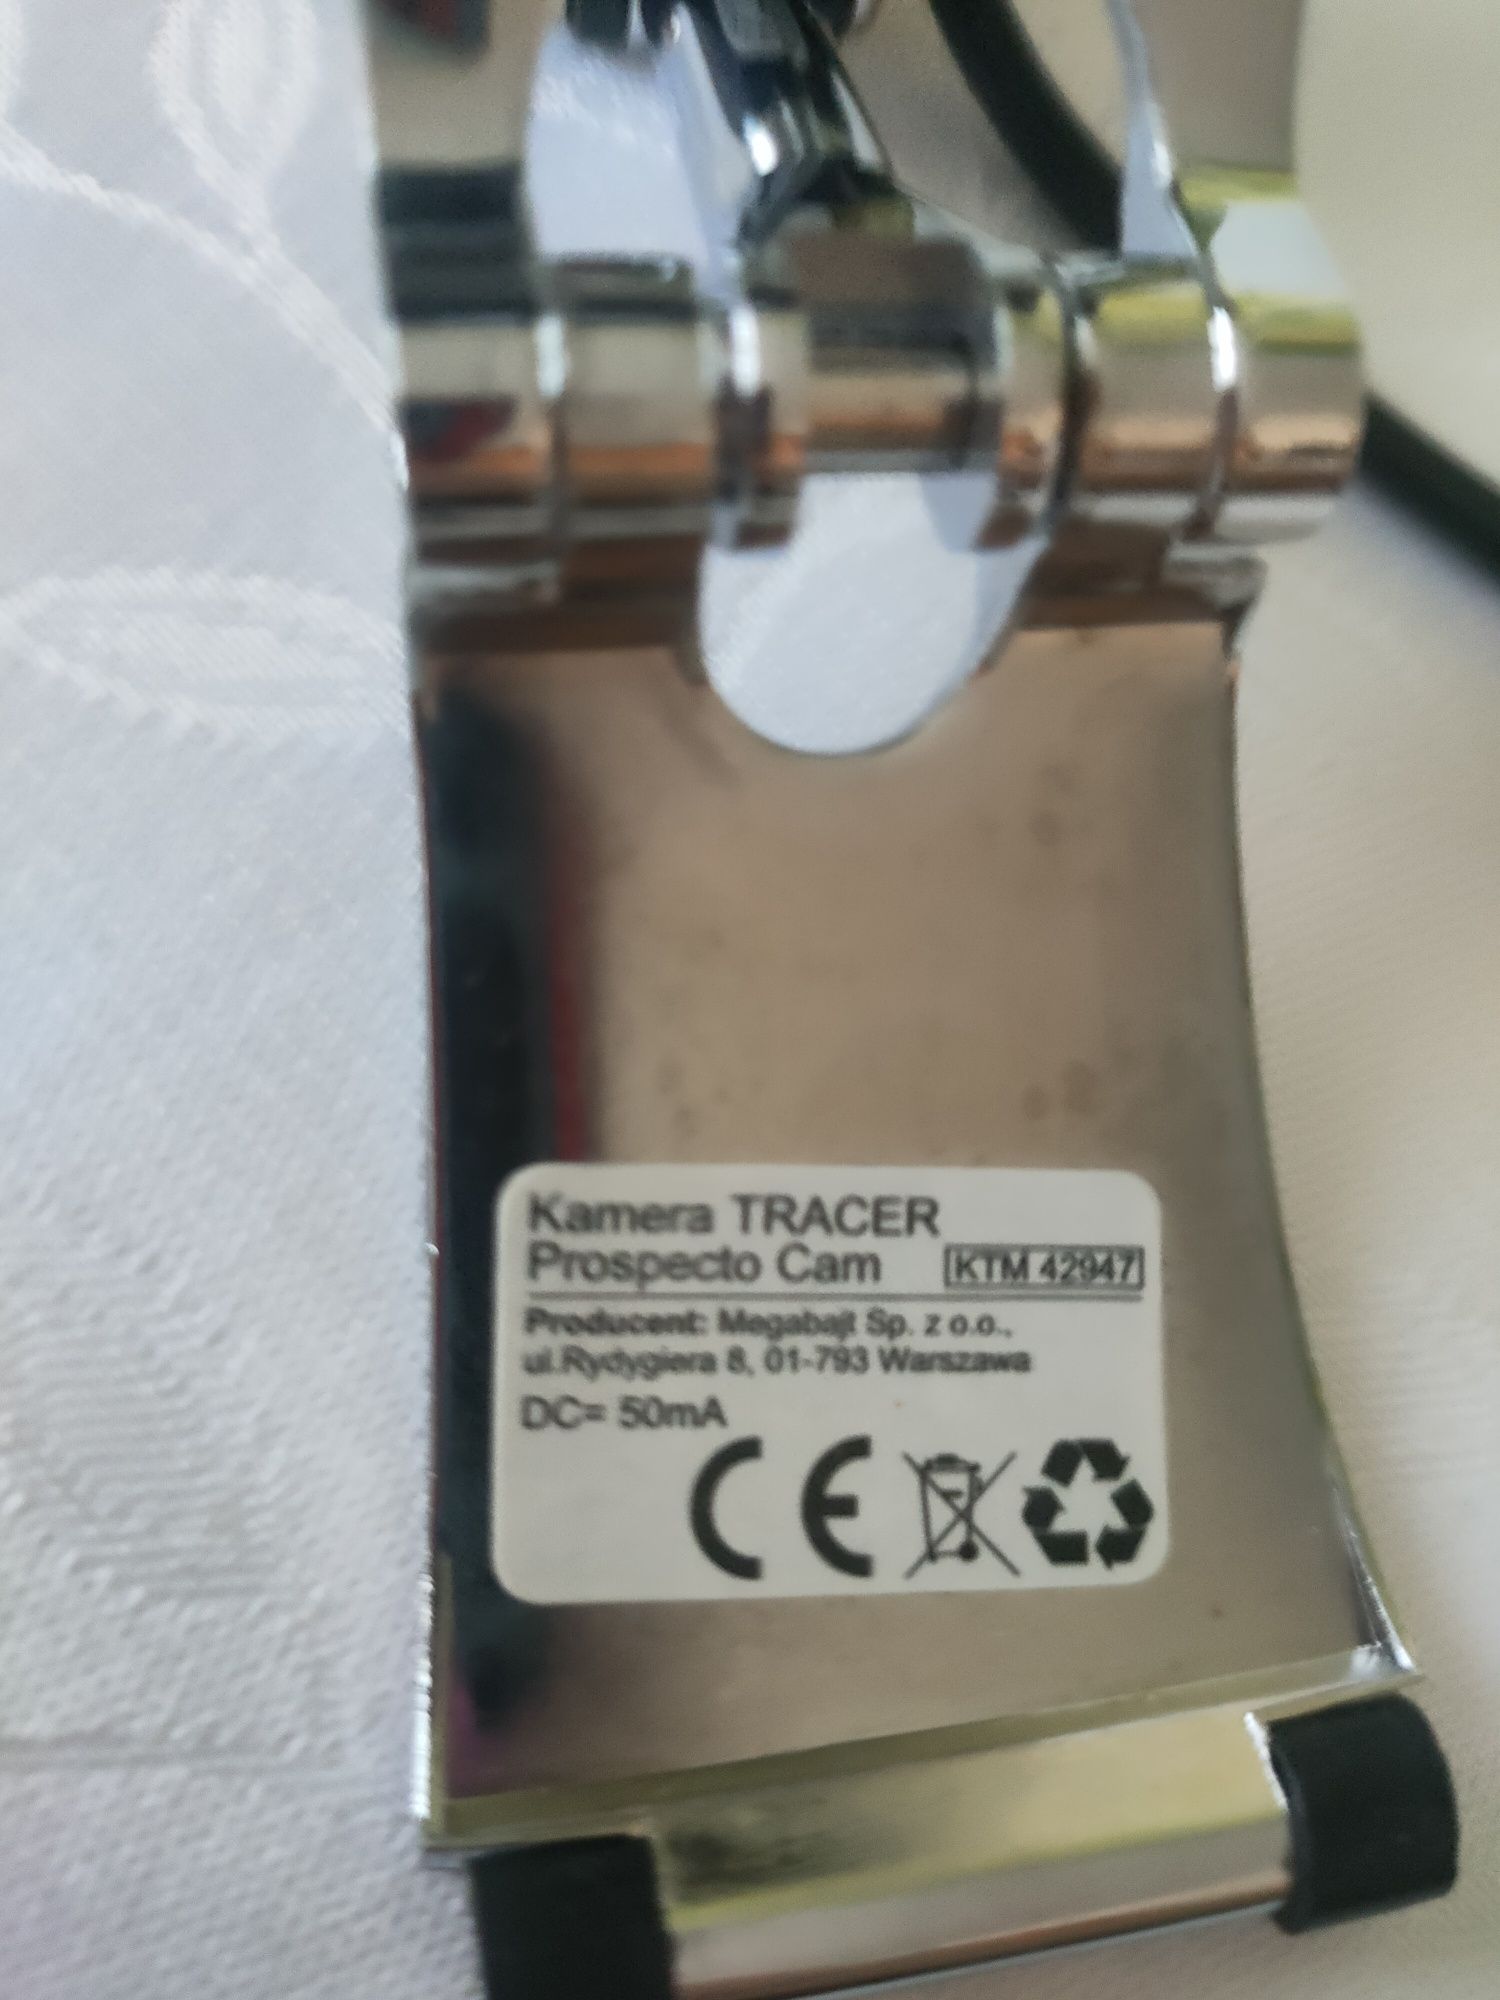 Kamera TRACER
Prospecto Cam KTM 42947
Producent: Megabajt Sp. z o.o.,
ul.Rydygiera 8, 01-793 Warszawa
DC= 50mA
CE